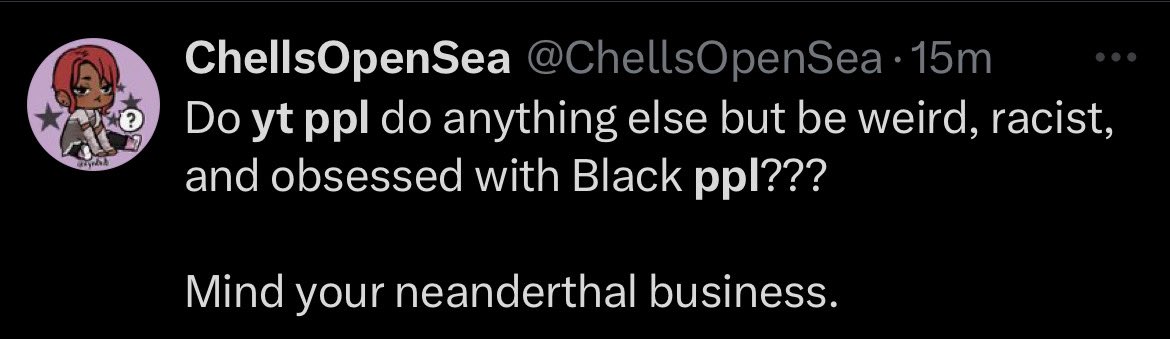 ChellsOpenSea @ChellsOpenSea · 15m ...
Do yt ppl do anything else but be weird, racist,
and obsessed with Black ppl???
Mind your neanderthal business.
?